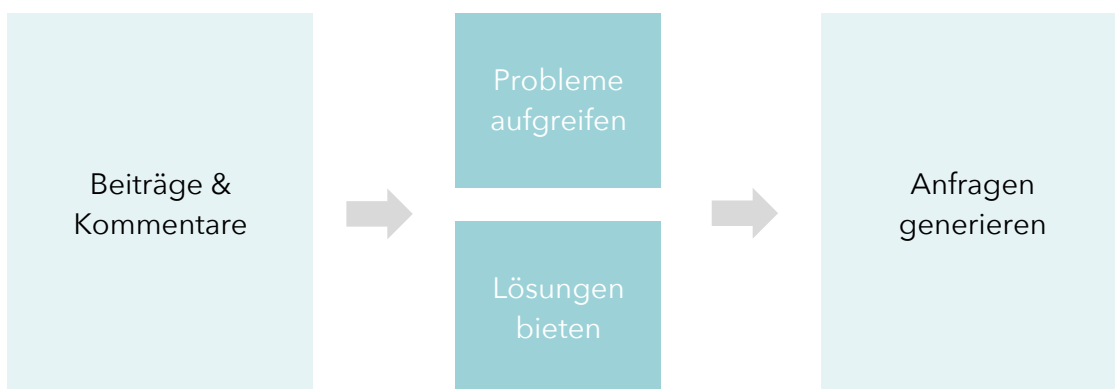 Beiträge &
Kommentare
Probleme
aufgreifen
Lösungen
bieten
Anfragen
generieren